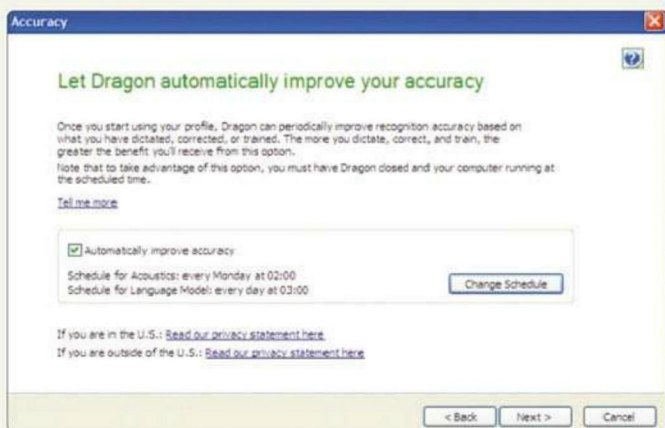 Accuracy
Let Dragon automatically improve your accuracy
Once you start using your profile, Dragon can periodically improve recognition accuracy based on
what you have dictated, corrected, or trained. The more you dictate, correct, and train, the
greater the benefit you'll receive from this option.
Note that to take advantage of this option, you must have Dragon closed and your computer running at
the scheduled time.
Tell me more
Automatically improve accuracy
Schedule for Acoustics: every Monday at 02:00
Schedule for Language Model: every day at 03:00
Change Schedule
If you are in the U.S.: Read our privacy statement here
If you are outside of the U.S.: Read our privacy statement here
< Back Next > Cancel